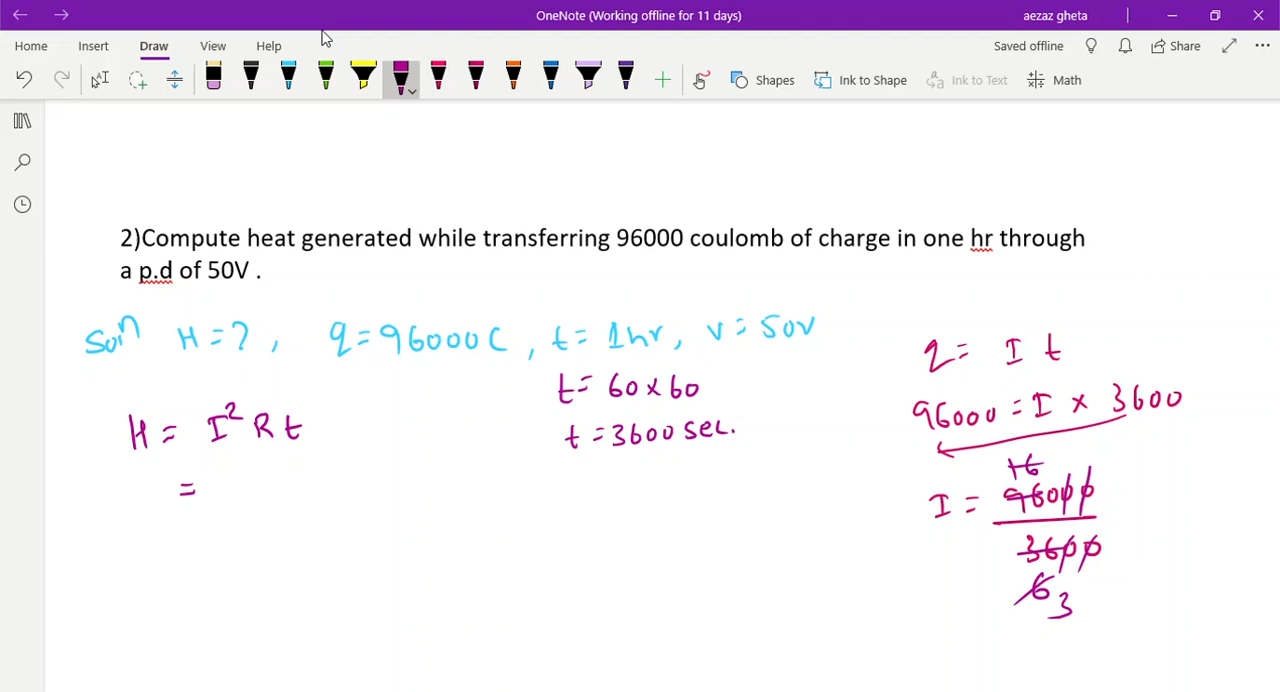 OneNote (Working offline for 11 days)
aezaz gheta
Home Insert Draw View Help
Saved offline Share
Shapes Ink to Shape Ink to Text Math
2)Compute heat generated while transferring 96000 coulomb of charge in one hr through
a p.d of 50V .
Soln H = ? , q = 96000C , t = 1hr, v = 50v
t = 60 x 60
t = 3600 sec.
H = I² R t
=
q = I t
96000 = I x 3600
16
I = 96000
3600
6 3